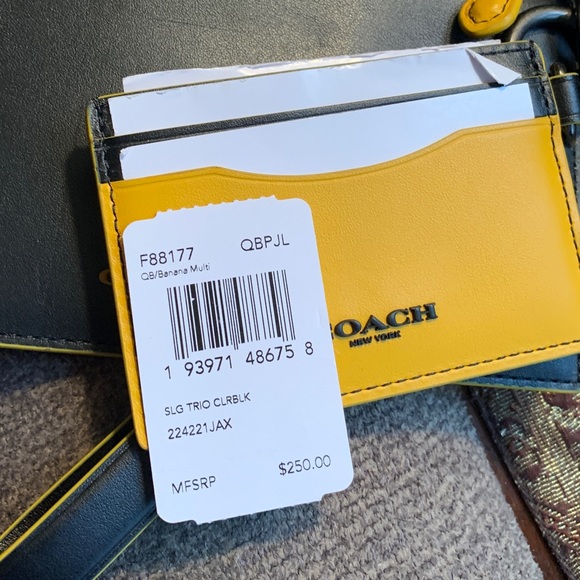 F88177 QBPJL
QB/Banana Multi
1 93971 48675 8
SLG TRIO CLRBLK
224221JAX
MFSRP $250.00
COACH
NEW YORK